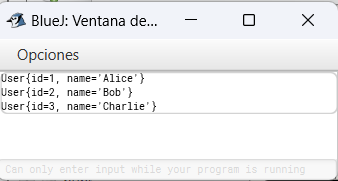 BlueJ: Ventana de...
Opciones
User{id=1, name='Alice'}
User{id=2, name='Bob'}
User{id=3, name='Charlie'}
Can only enter input while your program is running